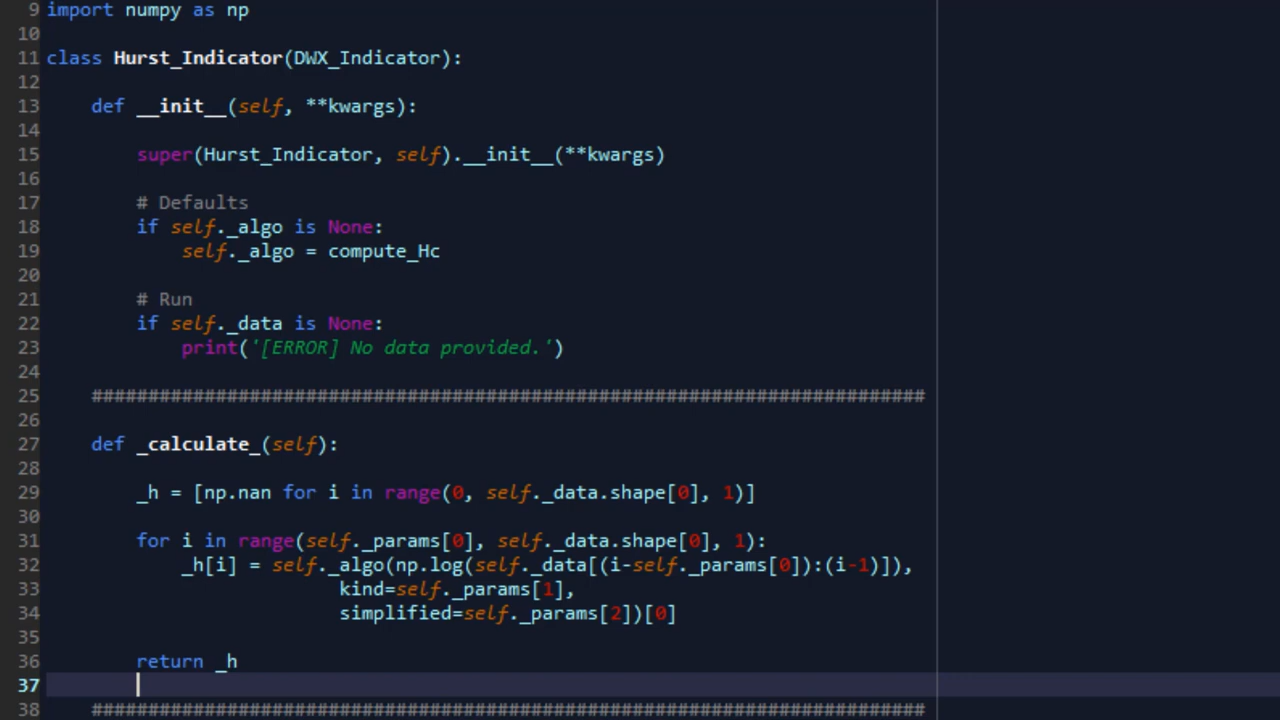 9 import numpy as np
10
11 class Hurst_Indicator(DWX_Indicator):
12
13     def __init__(self, **kwargs):
14
15         super(Hurst_Indicator, self).__init__(**kwargs)
16
17         # Defaults
18         if self._algo is None:
19             self._algo = compute_Hc
20
21         # Run
22         if self._data is None:
23             print('[ERROR] No data provided.')
24
25     ##########################################################################
26
27     def _calculate_(self):
28
29         _h = [np.nan for i in range(0, self._data.shape[0], 1)]
30
31         for i in range(self._params[0], self._data.shape[0], 1):
32             _h[i] = self._algo(np.log(self._data[(i-self._params[0]):(i-1)]),
33                           kind=self._params[1],
34                           simplified=self._params[2])[0]
35
36         return _h
37
38     ##########################################################################